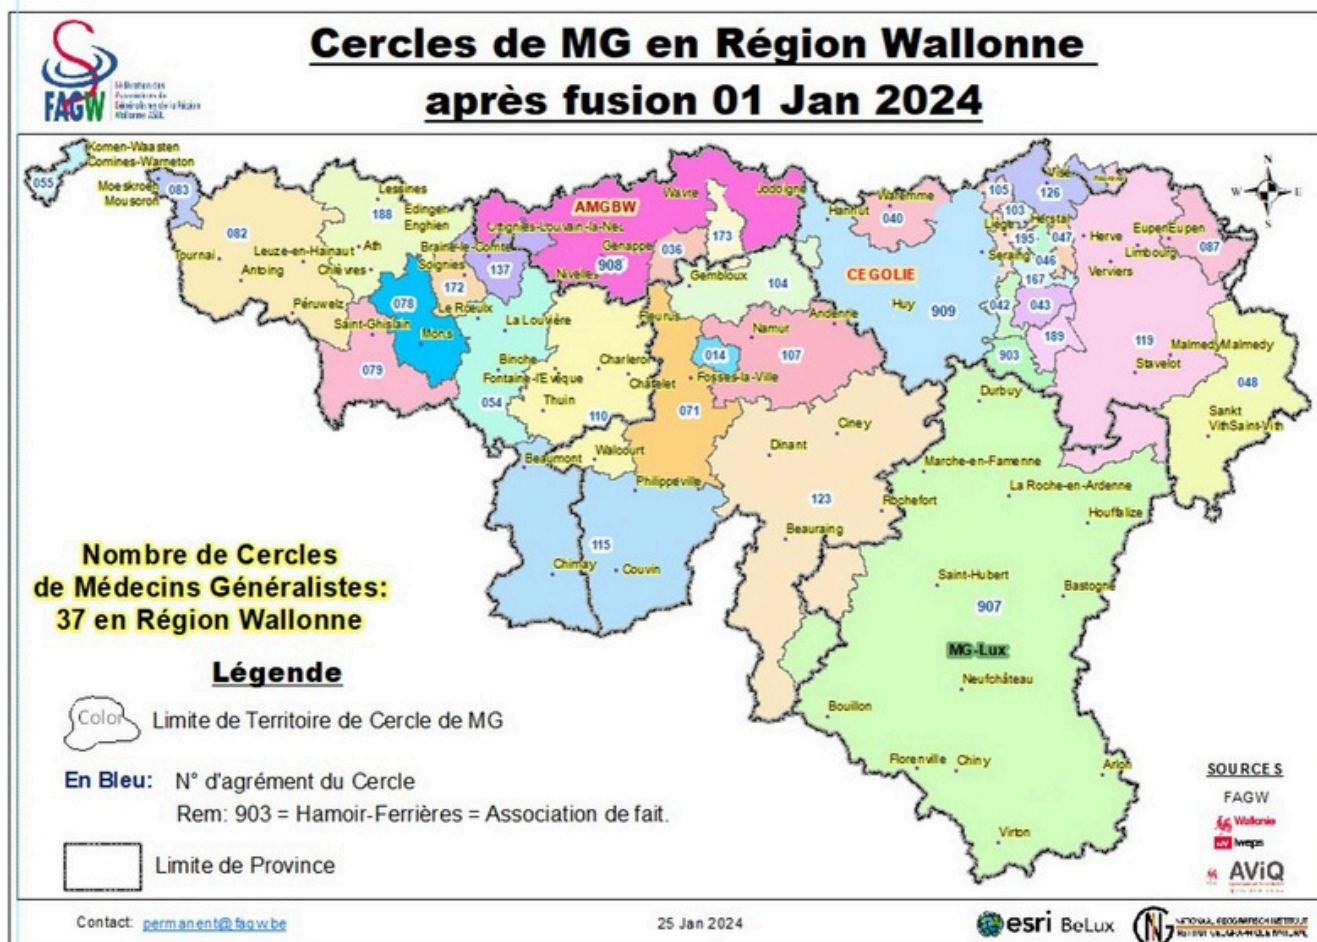 Cercles de MG en Région Wallonne
après fusion 01 Jan 2024
FAGW
Komen-Waasten
Comines-Warneton
055
Moeskroen
Mouscron
083
Lessines
188
Edingen
Enghien
082
Leuze-en-Hainaut
Ath
Tournai
Antoing
Chièvres
Péruwelz
Braine-le-Comte
Soignies
137
172
078
Le Roeulx
Saint-Ghislain
Mons
079
La Louvière
Binche
Fontaine-l'Evêque
054
Thuin
110
Charleroi
Châtelet
Fleurus
AMGBW
Wavre
Jodoigne
Genappe
Nivelles
908
036
173
Gembloux
104
Namur
Andenne
014
107
Fosses-la-Ville
071
Hannut
Waremme
040
CEGOLIE
Huy
909
105
103
Liège
Herstal
195
Seraing
047
046
167
042
043
189
903
Visé
126
Herve
Eupen
Eupen
087
Limbourg
Verviers
119
Malmedy
Malmedy
Stavelot
048
Sankt
Vith
Saint-Vith
Durbuy
Beaumont
Walcourt
Philippeville
Ciney
Dinant
123
Rochefort
Beauraing
Marche-en-Famenne
La Roche-en-Ardenne
Houffalize
115
Chimay
Couvin
Saint-Hubert
Bastogne
907
MG-Lux
Neufchâteau
Bouillon
Florenville
Chiny
Arlon
Virton
N
W
E
S
Nombre de Cercles
de Médecins Généralistes:
37 en Région Wallonne
Légende
Color
Limite de Territoire de Cercle de MG
En Bleu: N° d'agrément du Cercle
Rem: 903 = Hamoir-Ferrières = Association de fait.
Limite de Province
SOURCES
FAGW
Wallonie
Iweps
AViQ
Contact: permanent@fagw.be
25 Jan 2024
esri BeLux
NGI